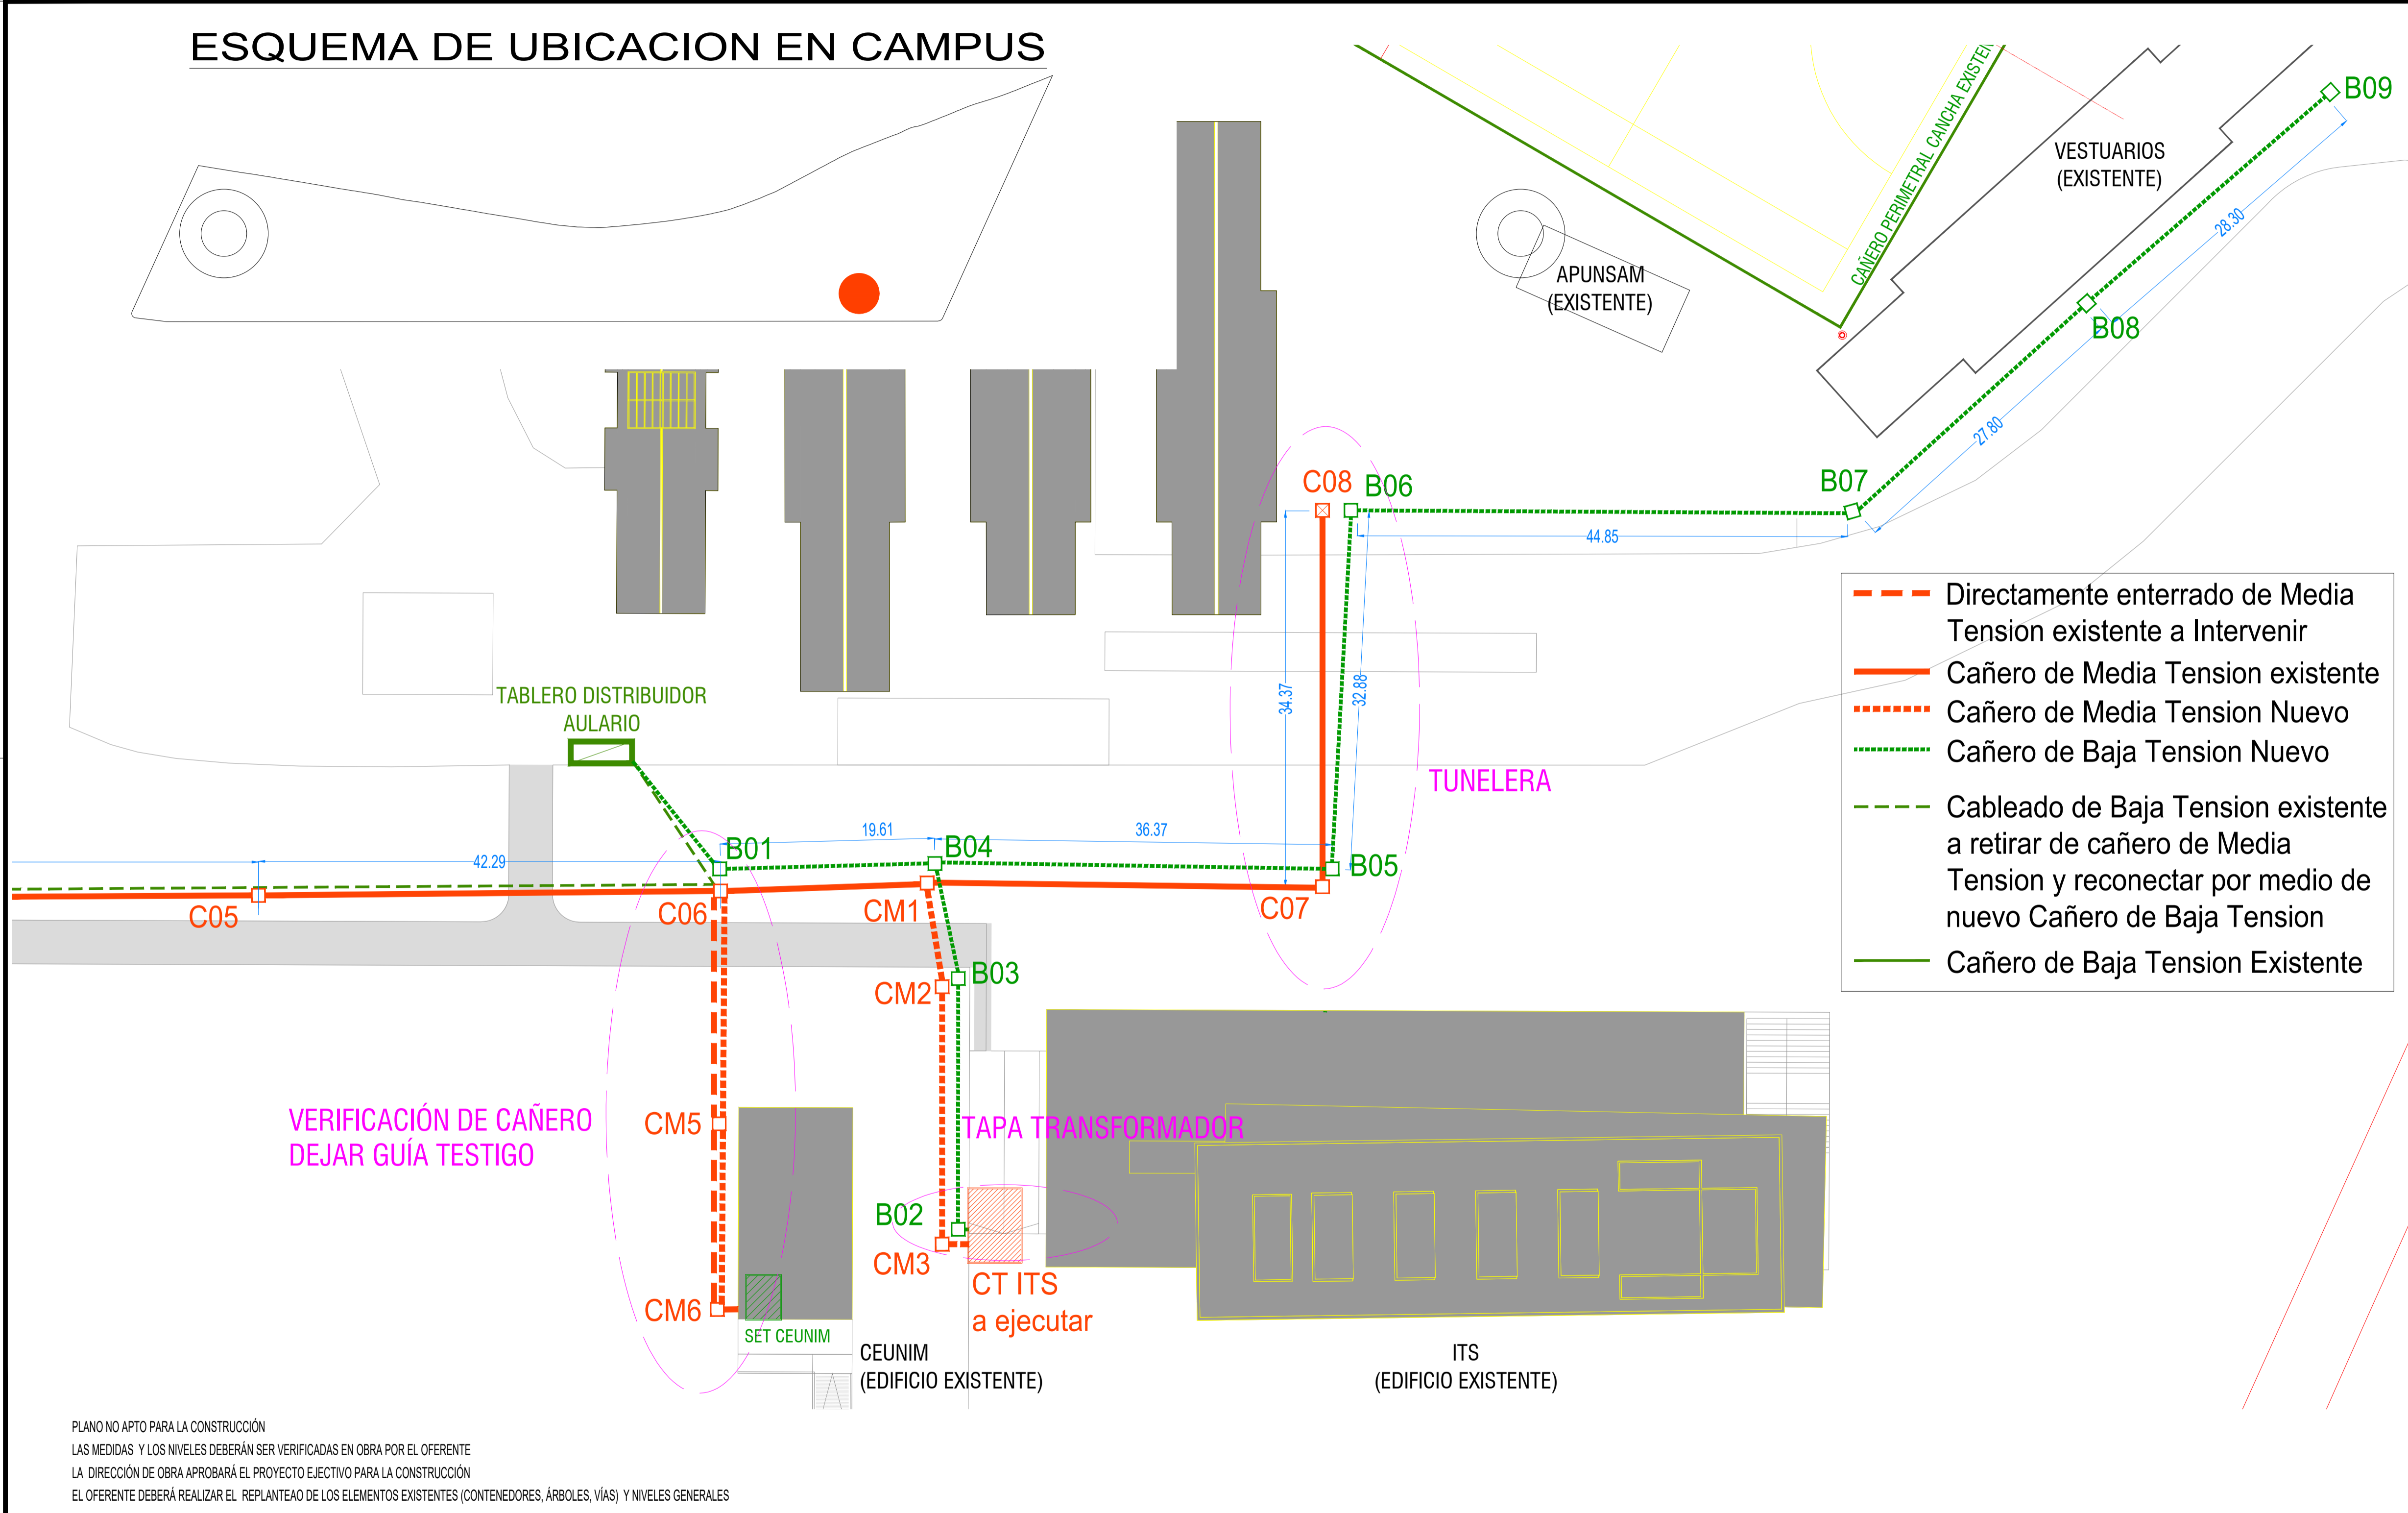 ESQUEMA DE UBICACION EN CAMPUS
B09
CAÑERO PERIMETRAL CANCHA
VESTUARIOS
(EXISTENTE)
28.30
APUNSAM
(EXISTENTE)
B08
27.80
C08
B06
B07
44.85
34.37
32.88
TABLERO DISTRIBUIDOR
AULARIO
TUNELERA
Directamente enterrado de Media
Tension existente a Intervenir
Cañero de Media Tension existente
Cañero de Media Tension Nuevo
Cañero de Baja Tension Nuevo
Cableado de Baja Tension existente
a retirar de cañero de Media
Tension y reconectar por medio de
nuevo Cañero de Baja Tension
Cañero de Baja Tension Existente
42.29
19.61
36.37
B01
B04
B05
C05
C06
CM1
C07
B03
CM2
VERIFICACIÓN DE CAÑERO
DEJAR GUÍA TESTIGO
CM5
TAPA TRANSFORMADOR
B02
CM3
CM6
CT ITS
a ejecutar
SET CEUNIM
CEUNIM
(EDIFICIO EXISTENTE)
ITS
(EDIFICIO EXISTENTE)
PLANO NO APTO PARA LA CONSTRUCCIÓN
LAS MEDIDAS Y LOS NIVELES DEBERÁN SER VERIFICADAS EN OBRA POR EL OFERENTE
LA DIRECCIÓN DE OBRA APROBARÁ EL PROYECTO EJECTIVO PARA LA CONSTRUCCIÓN
EL OFERENTE DEBERÁ REALIZAR EL REPLANTEAO DE LOS ELEMENTOS EXISTENTES (CONTENEDORES, ÁRBOLES, VÍAS) Y NIVELES GENERALES